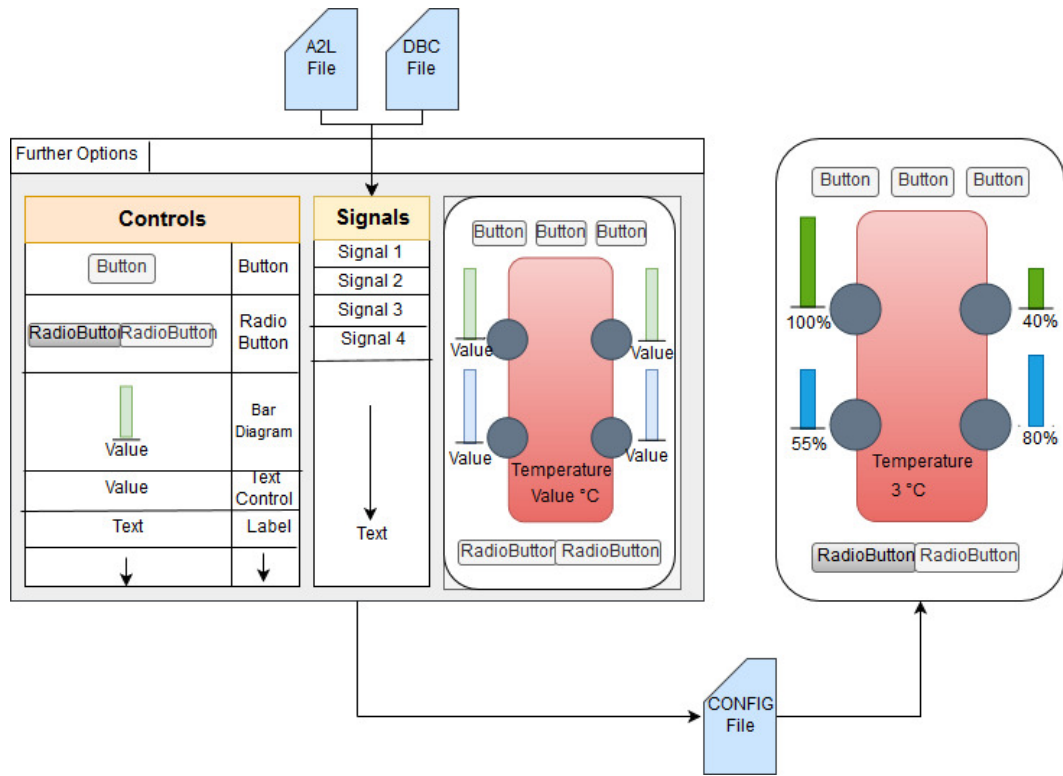 A2L
File
DBC
File
Further Options
Controls
Button
Button
RadioButton
RadioButton
Radio
Button
Value
Bar
Diagram
Value
Text
Control
Text
Label
Signals
Signal 1
Signal 2
Signal 3
Signal 4
Text
Button
Button
Button
Value
Value
Value
Value
Temperature
Value °C
RadioButton
RadioButton
CONFIG
File
Button
Button
Button
100%
40%
55%
80%
Temperature
3 °C
RadioButton
RadioButton